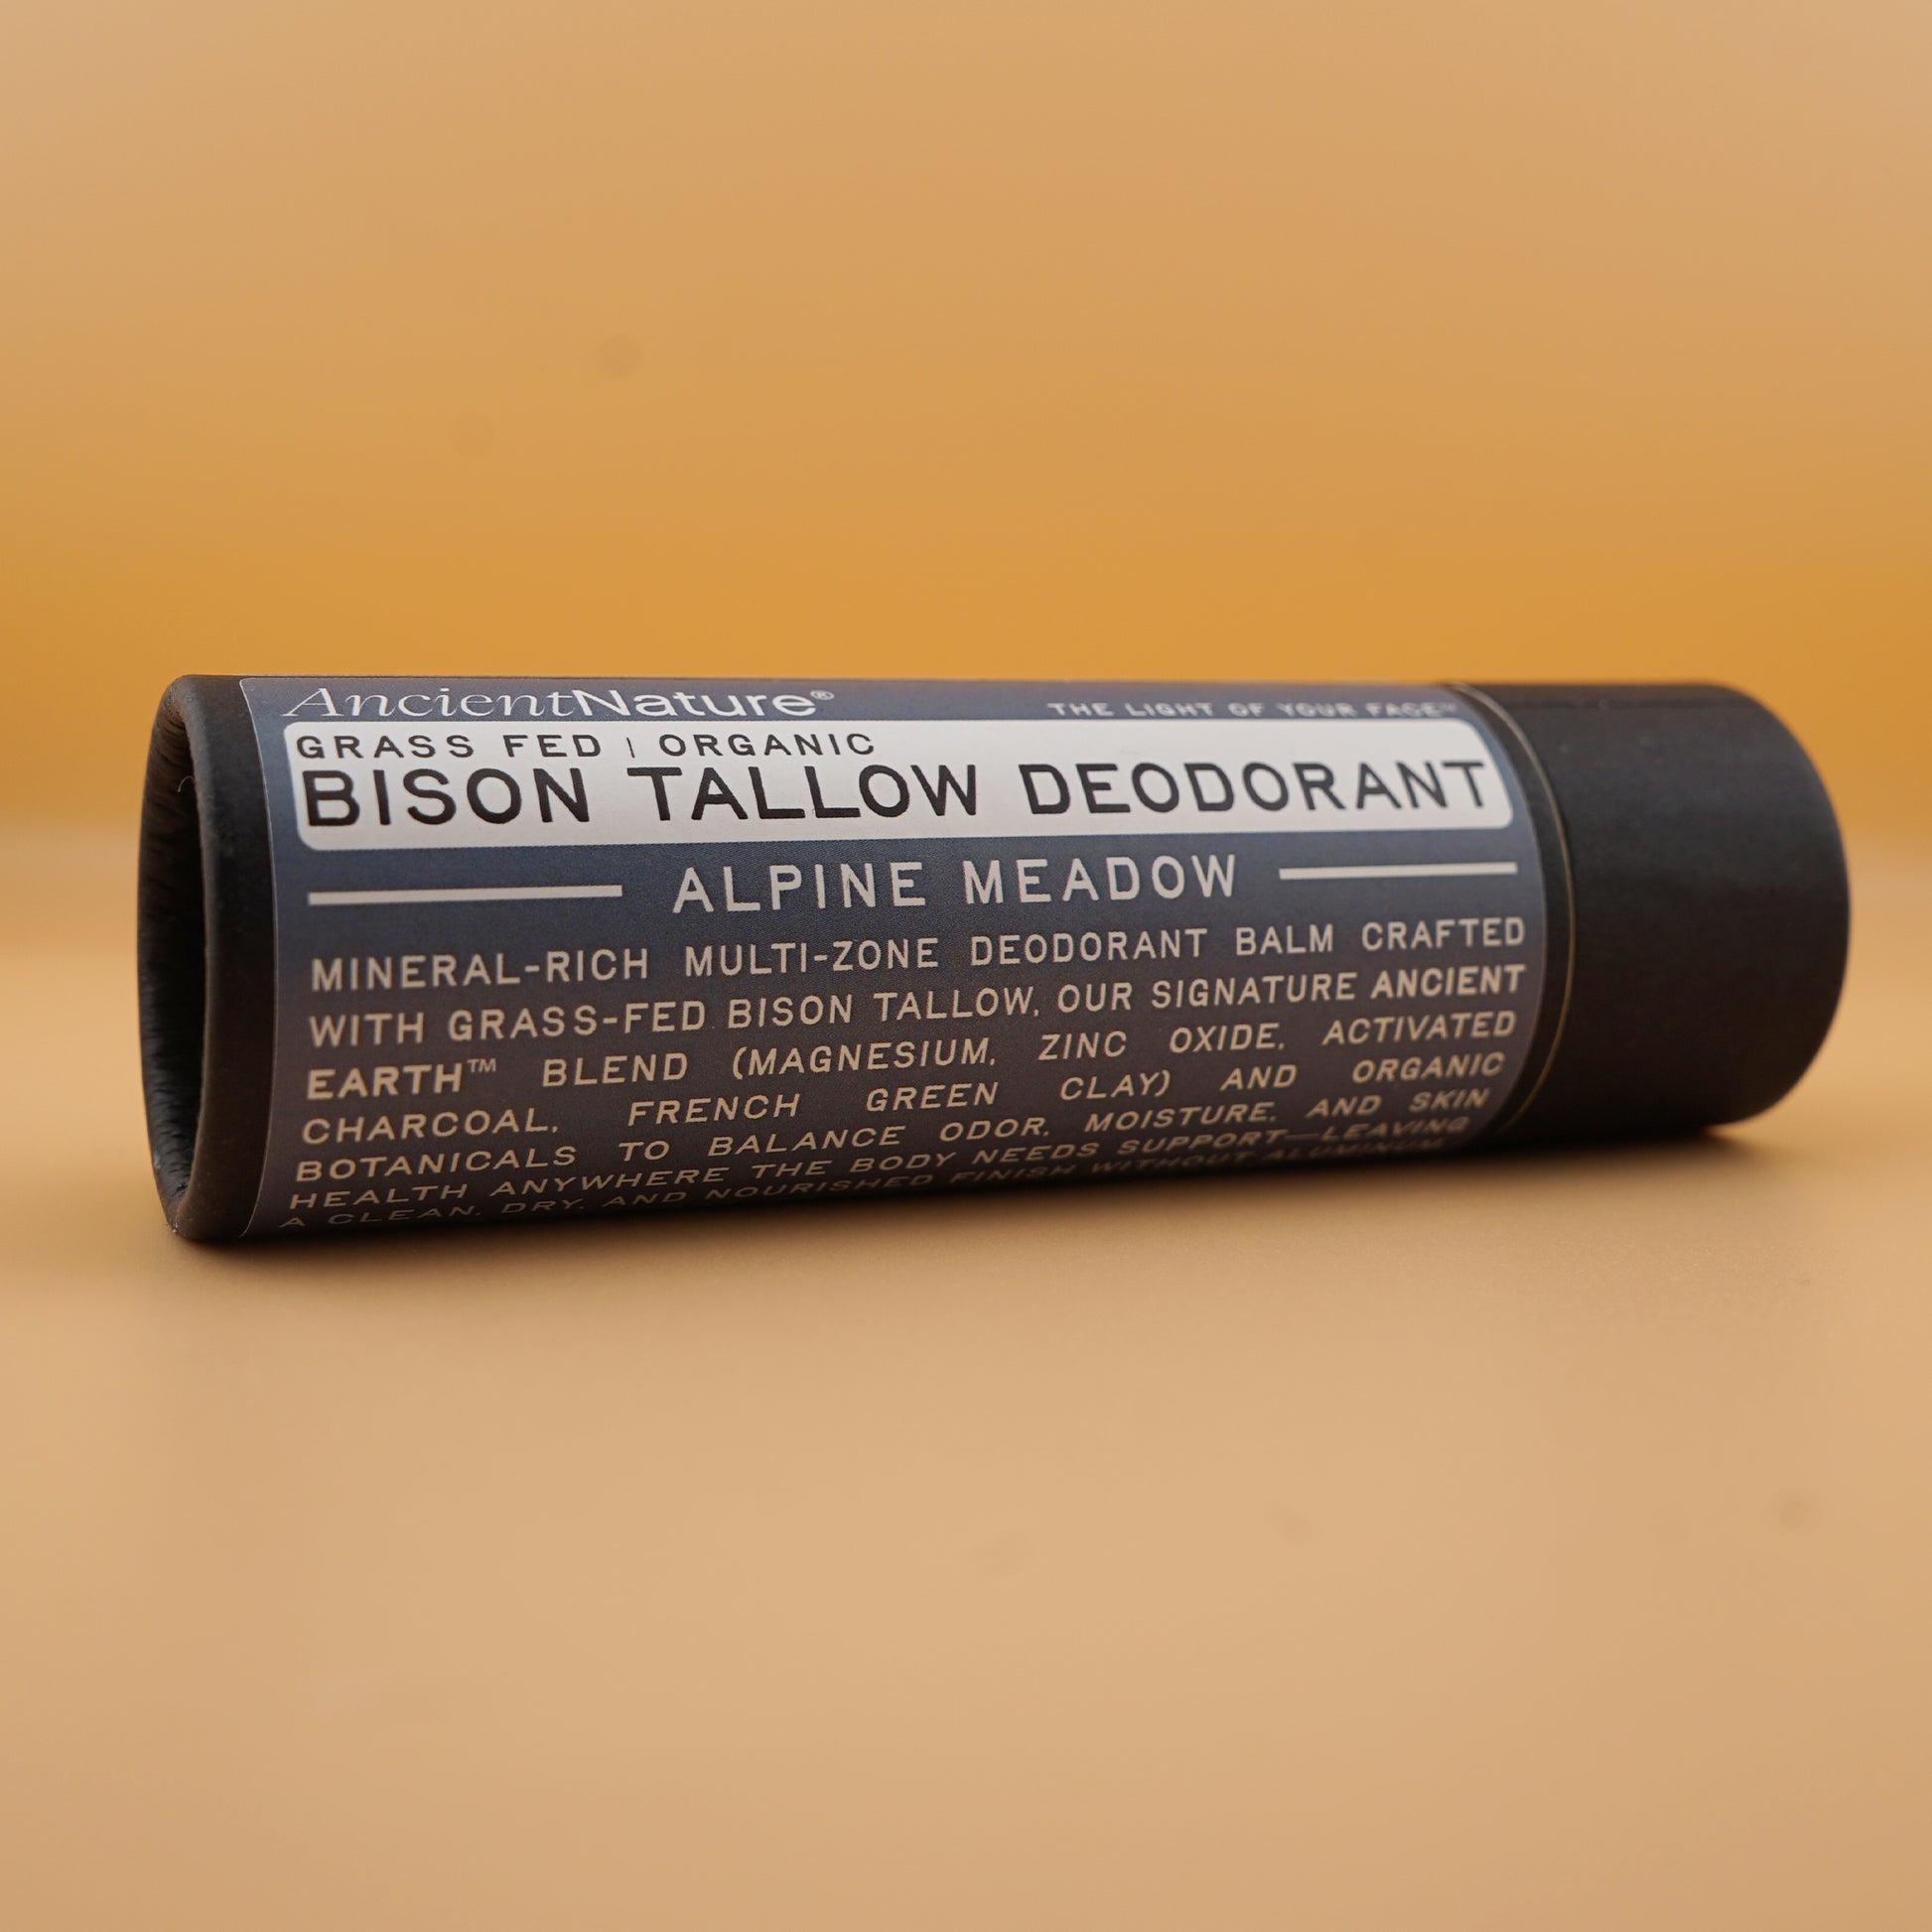 AncientNature®
THE LIGHT OF YOUR FACE™
GRASS FED | ORGANIC
BISON TALLOW DEODORANT
ALPINE MEADOW
MINERAL-RICH MULTI-ZONE DEODORANT BALM CRAFTED
WITH GRASS-FED BISON TALLOW, OUR SIGNATURE ANCIENT
EARTH™ BLEND (MAGNESIUM, ZINC OXIDE, ACTIVATED
CHARCOAL, FRENCH GREEN CLAY) AND ORGANIC
BOTANICALS TO BALANCE ODOR, MOISTURE, AND SKIN
HEALTH ANYWHERE THE BODY NEEDS SUPPORT—LEAVING
A CLEAN, DRY, AND NOURISHED FINISH WITHOUT ALUMINUM